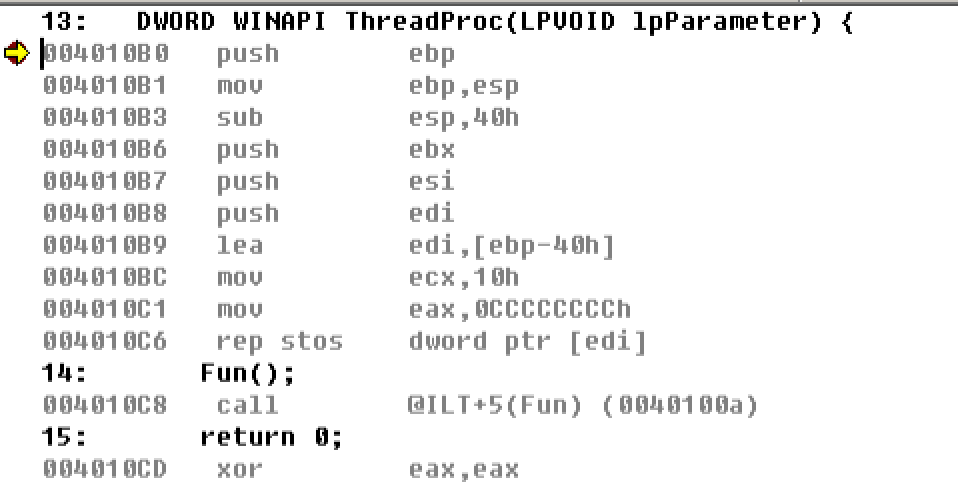 13: DWORD WINAPI ThreadProc(LPVOID lpParameter) {
004010B0 push ebp
004010B1 mov ebp,esp
004010B3 sub esp,40h
004010B6 push ebx
004010B7 push esi
004010B8 push edi
004010B9 lea edi,[ebp-40h]
004010BC mov ecx,10h
004010C1 mov eax,0CCCCCCCCh
004010C6 rep stos dword ptr [edi]
14: Fun();
004010C8 call @ILT+5(Fun) (0040100a)
15: return 0;
004010CD xor eax,eax